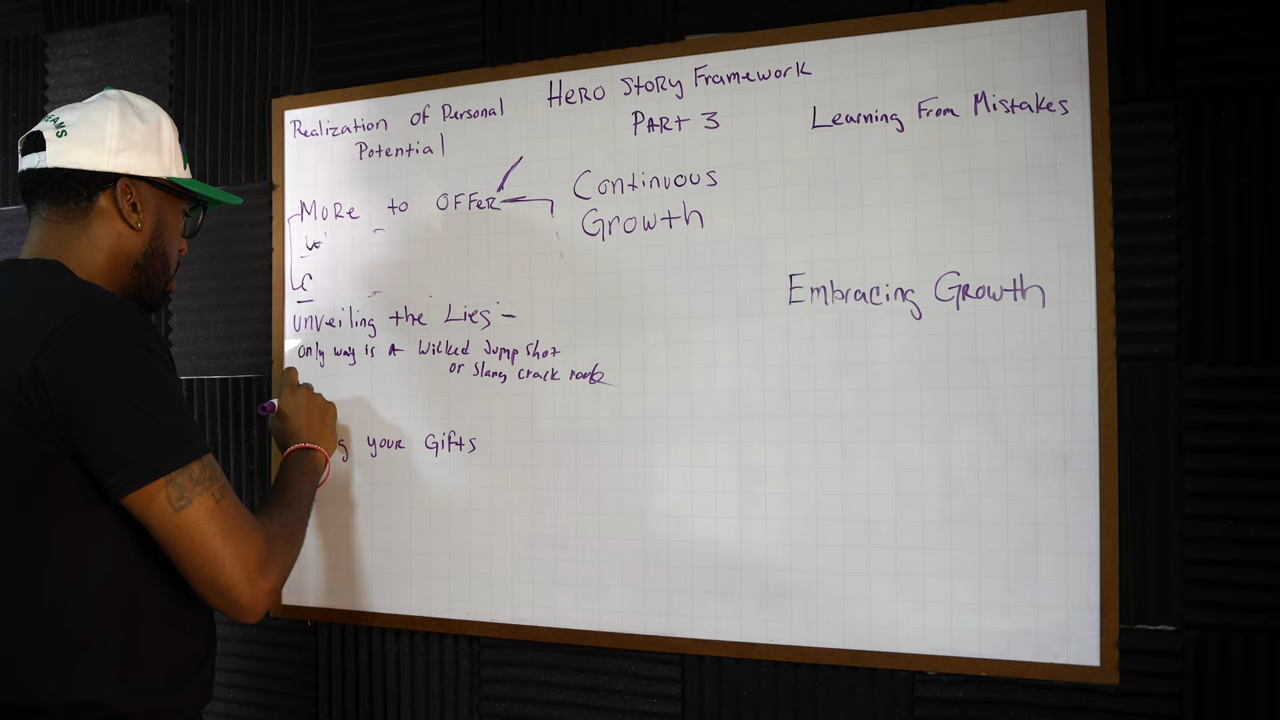 Hero Story Framework
Part 3
Realization of Personal
Potential
More to Offer
W
C
Unveiling the Lies -
Only way is a Wicked Jump Shot
or Slang crack rock
your Gifts
Continuous
Growth
Learning From Mistakes
Embracing Growth